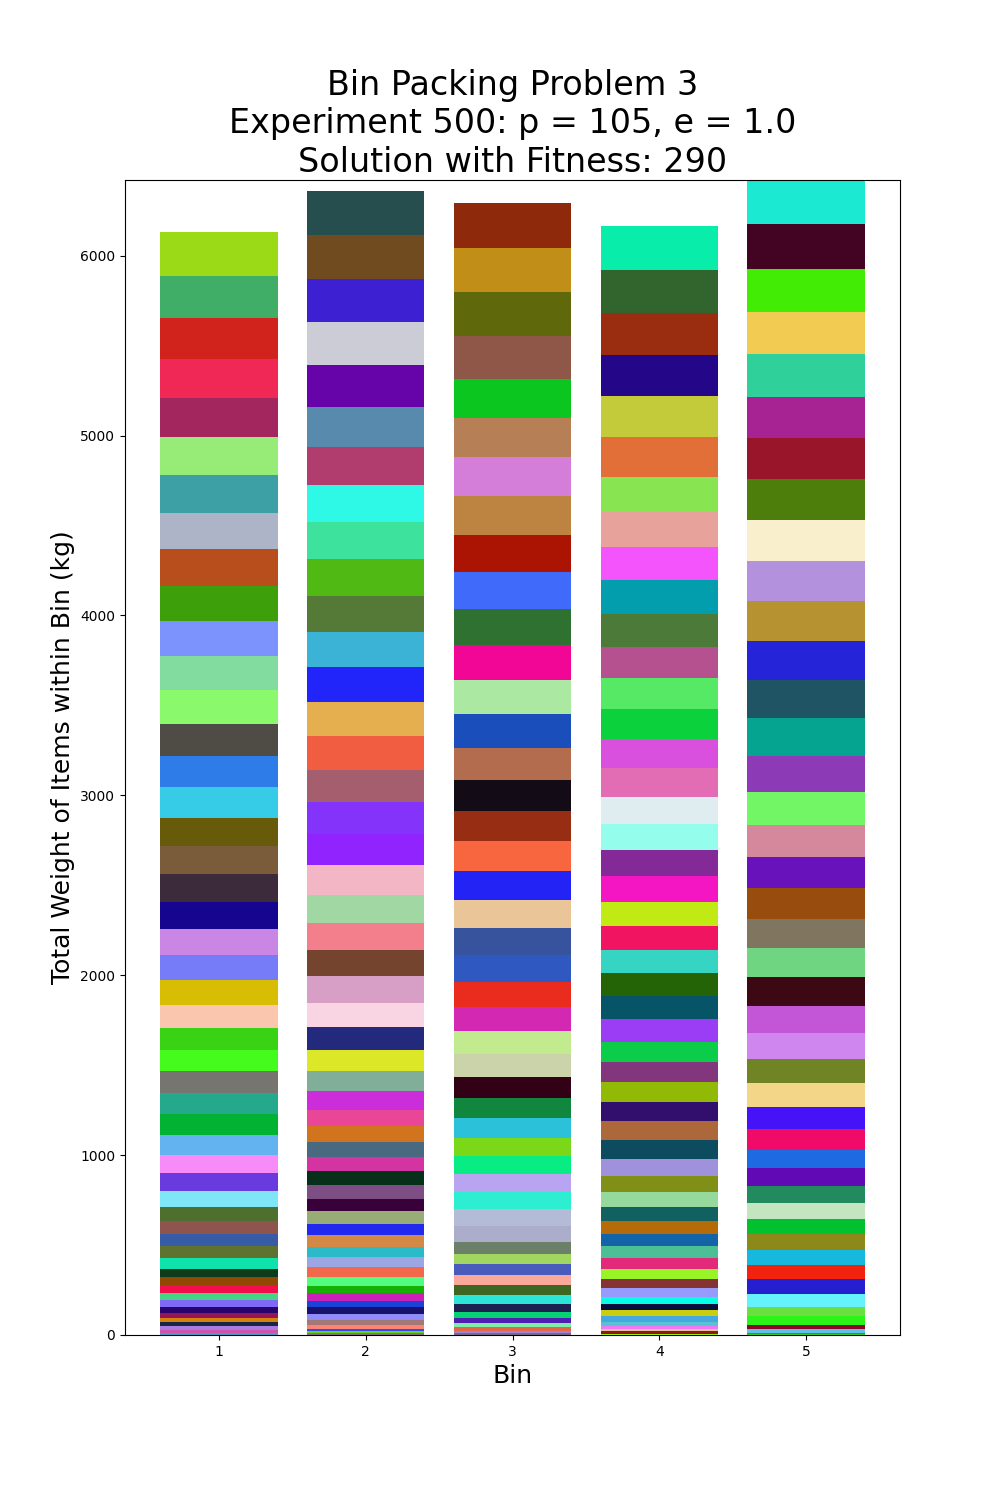 Bin Packing Problem 3
Experiment 500: p = 105, e = 1.0
Solution with Fitness: 290
6000
5000
4000
3000
2000
1000
0
Total Weight of Items within Bin (kg)
1 2 3 4 5
Bin